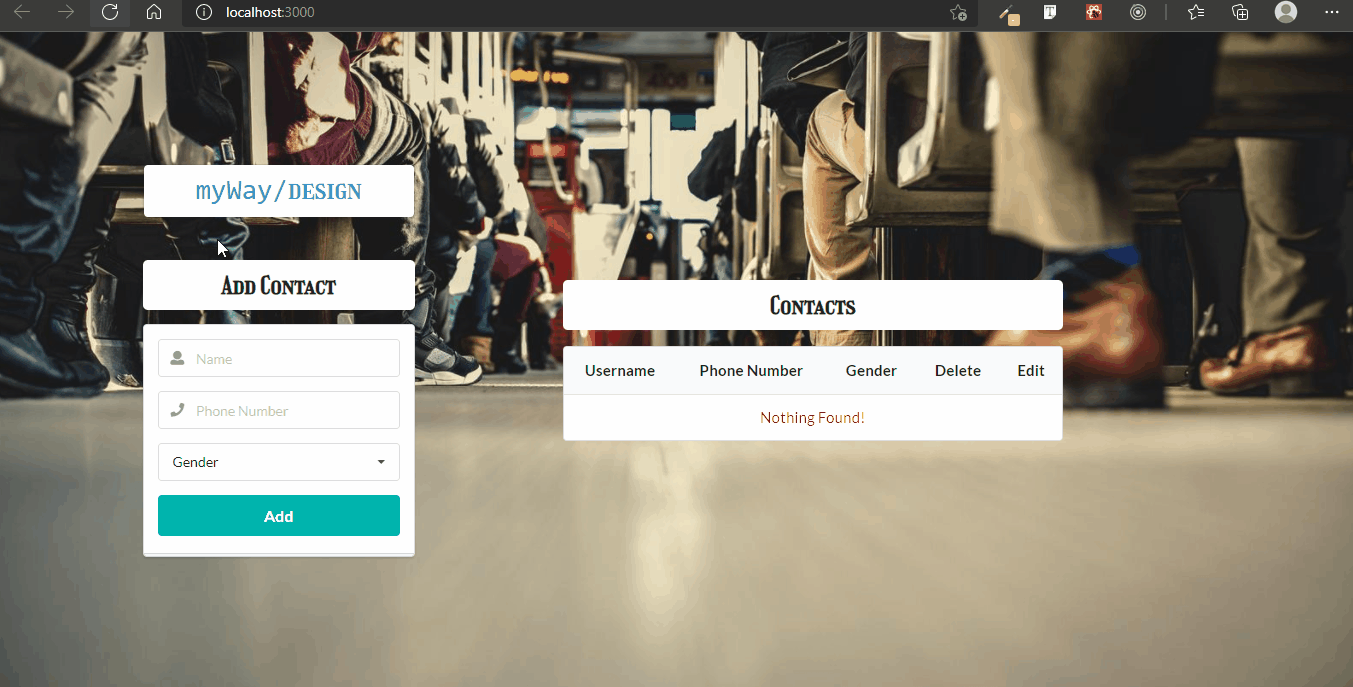 localhost:3000
myWay/DESIGN
Add Contact
Name
Phone Number
Gender
Add
Contacts
Username Phone Number Gender Delete Edit
Nothing Found!